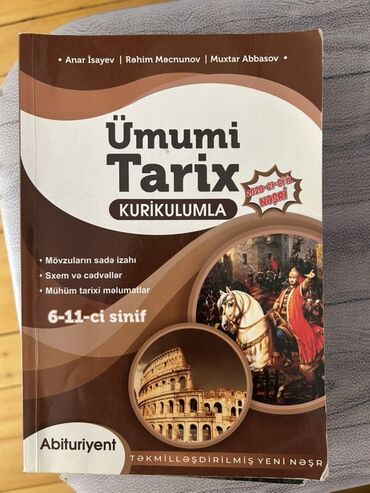 • Anar İsayev | Rəhim Məcnunov | Muxtar Abbasov •
Ümumi
Tarix
KURİKULUMLA
NƏŞRİ
• Mövzuların sadə izahı
• Sxem və cədvəllər
• Mühüm tarixi məlumatlar
6-11-ci sinif
Abituriyent
TƏKMİLLƏŞDİRİLMİŞ YENİ NƏŞR